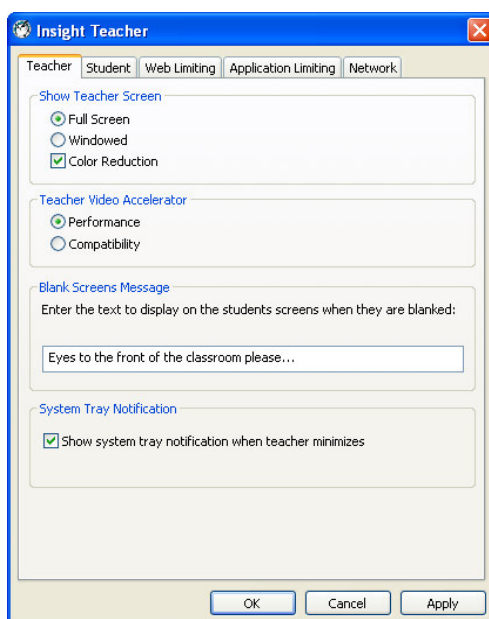 Insight Teacher
Teacher Student Web Limiting Application Limiting Network
Show Teacher Screen
Full Screen
Windowed
Color Reduction
Teacher Video Accelerator
Performance
Compatibility
Blank Screens Message
Enter the text to display on the students screens when they are blanked:
Eyes to the front of the classroom please...
System Tray Notification
Show system tray notification when teacher minimizes
OK Cancel Apply